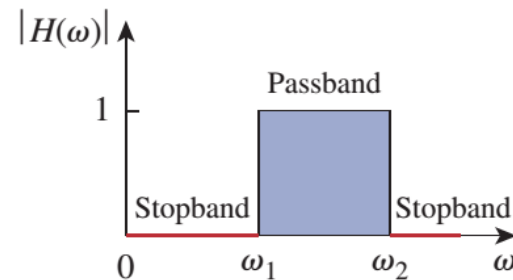 |H(ω)|
Passband
1
Stopband
Stopband
0
ω₁
ω₂
ω